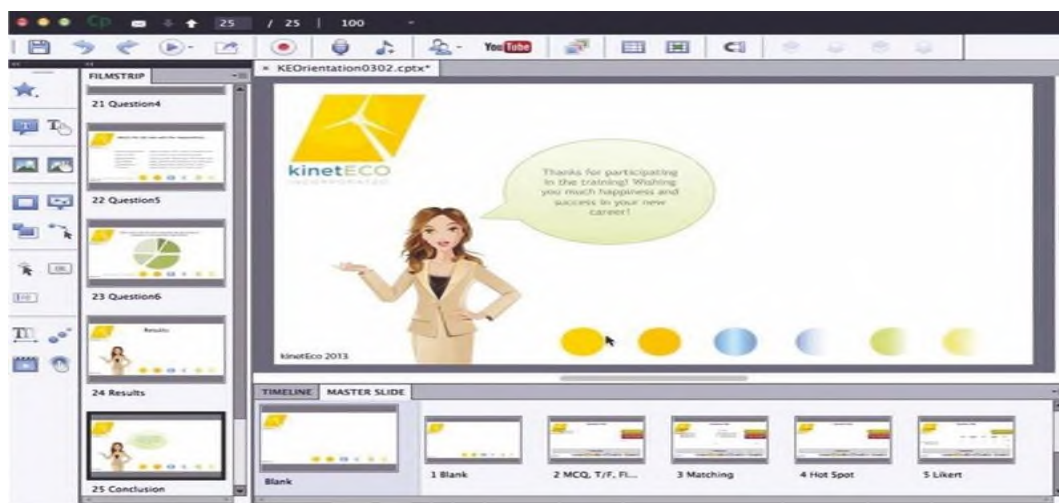 Cp
25 / 25 | 100
You Tube
FILMSTRIP
× KEOrientation0302.cptx*
21 Question4
22 Question5
23 Question6
Results
24 Results
25 Conclusion
kinetECO
INCORPORATED
Thanks for participating
in the training! Wishing
you much happiness and
success in your new
career!
kinetEco 2013
TIMELINE MASTER SLIDE
Blank
1 Blank
2 MCQ, T/F, FI...
3 Matching
4 Hot Spot
5 Likert